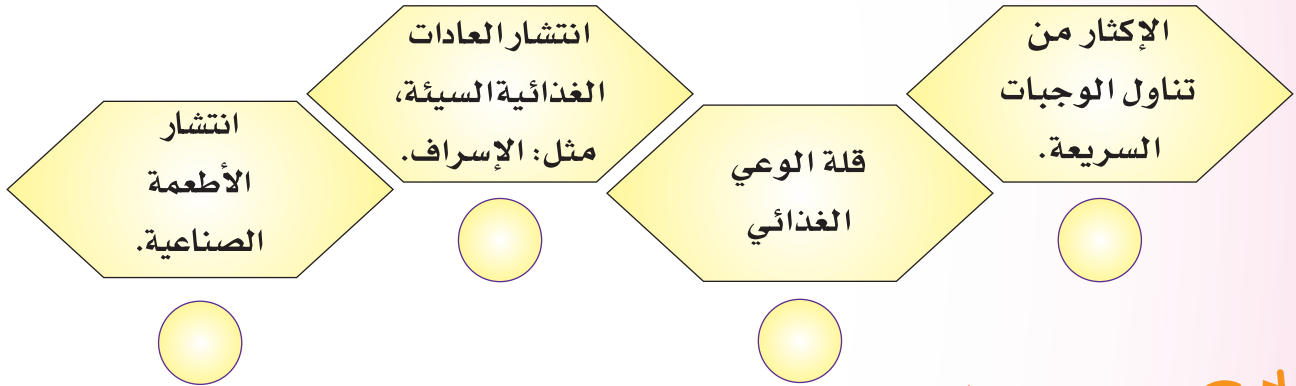 الإكثار من
تناول الوجبات
السريعة.
قلة الوعي
الغذائي
انتشار العادات
الغذائية السيئة،
مثل: الإسراف.
انتشار
الأطعمة
الصناعية.